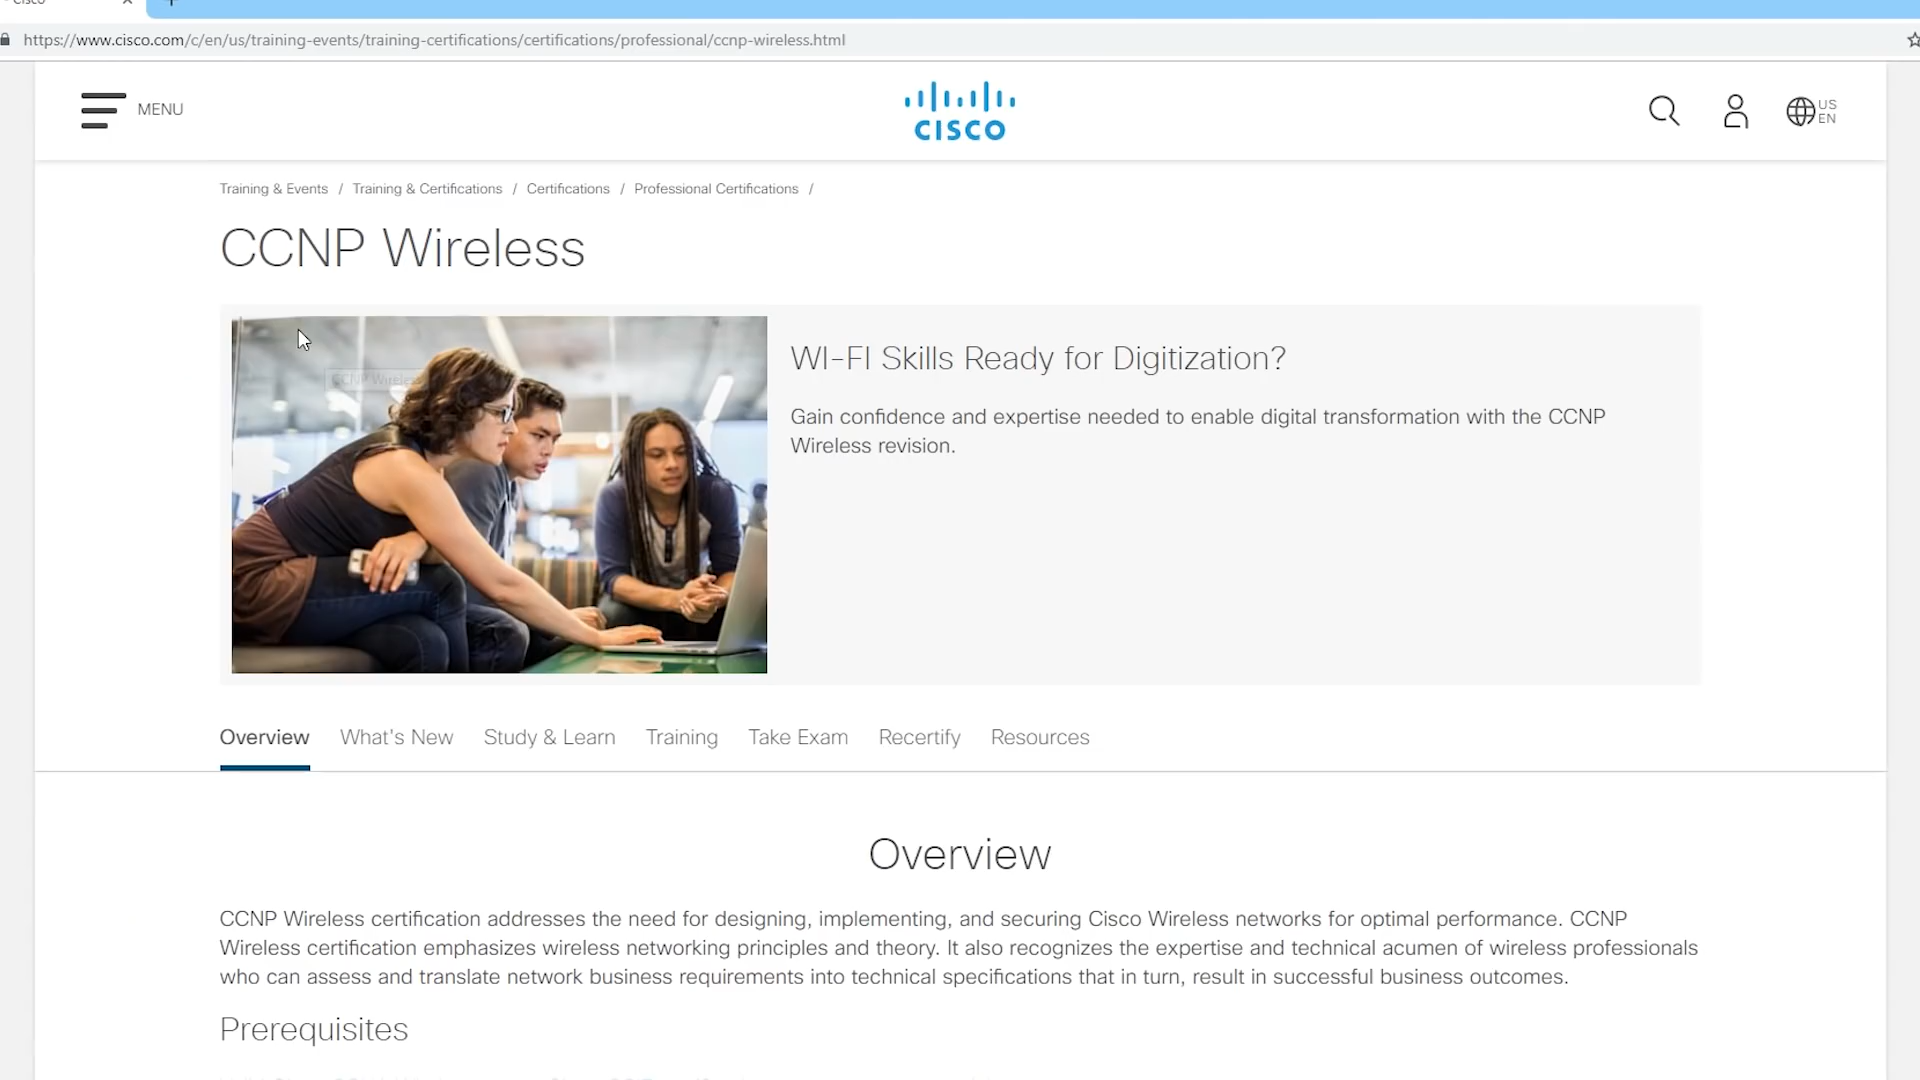 https://www.cisco.com/c/en/us/training-events/training-certifications/certifications/professional/ccnp-wireless.html
MENU
CISCO
US
EN
Training & Events / Training & Certifications / Certifications / Professional Certifications /
CCNP Wireless
CCNP Wireless
WI-FI Skills Ready for Digitization?
Gain confidence and expertise needed to enable digital transformation with the CCNP
Wireless revision.
Overview What's New Study & Learn Training Take Exam Recertify Resources
Overview
CCNP Wireless certification addresses the need for designing, implementing, and securing Cisco Wireless networks for optimal performance. CCNP
Wireless certification emphasizes wireless networking principles and theory. It also recognizes the expertise and technical acumen of wireless professionals
who can assess and translate network business requirements into technical specifications that in turn, result in successful business outcomes.
Prerequisites